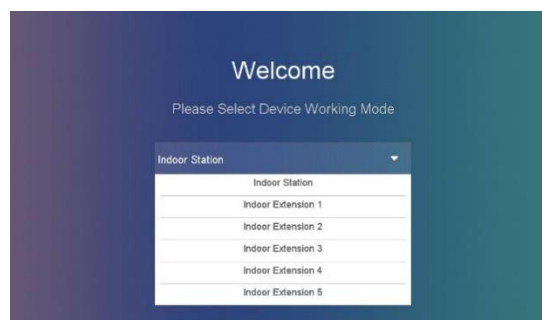 Welcome
Please Select Device Working Mode
Indoor Station
Indoor Station
Indoor Extension 1
Indoor Extension 2
Indoor Extension 3
Indoor Extension 4
Indoor Extension 5